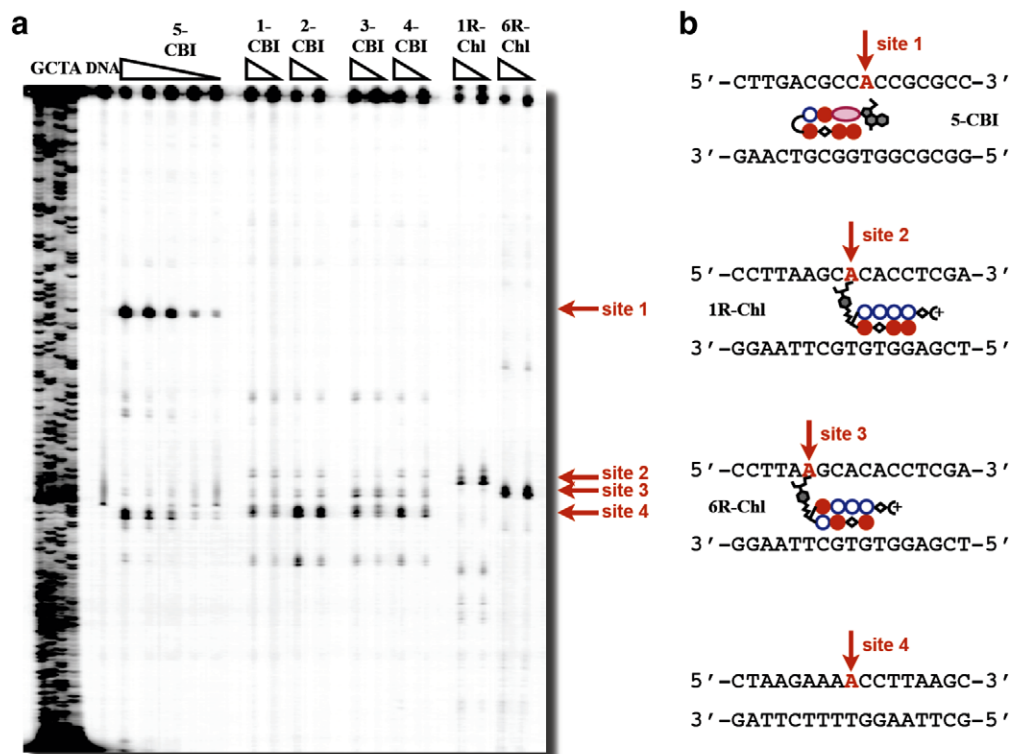 a
5-CBI
1-CBI
2-CBI
3-CBI
4-CBI
1R-Chl
6R-Chl
GCTA DNA
site 1
site 2
site 3
site 4
b
site 1
5′-CTTGACGCCACCGCGCC-3′
5-CBI
3′-GAACTGCGGTGGCGCGG-5′
site 2
5′-CCTTAAGCACACCTCGA-3′
1R-Chl
+
3′-GGAATTCGTGTGGAGCT-5′
site 3
5′-CCTTAAGCACACCTCGA-3′
6R-Chl
+
3′-GGAATTCGTGTGGAGCT-5′
site 4
5′-CTAAGAAAACCTTAAGC-3′
3′-GATTCTTTTGGAATTCG-5′